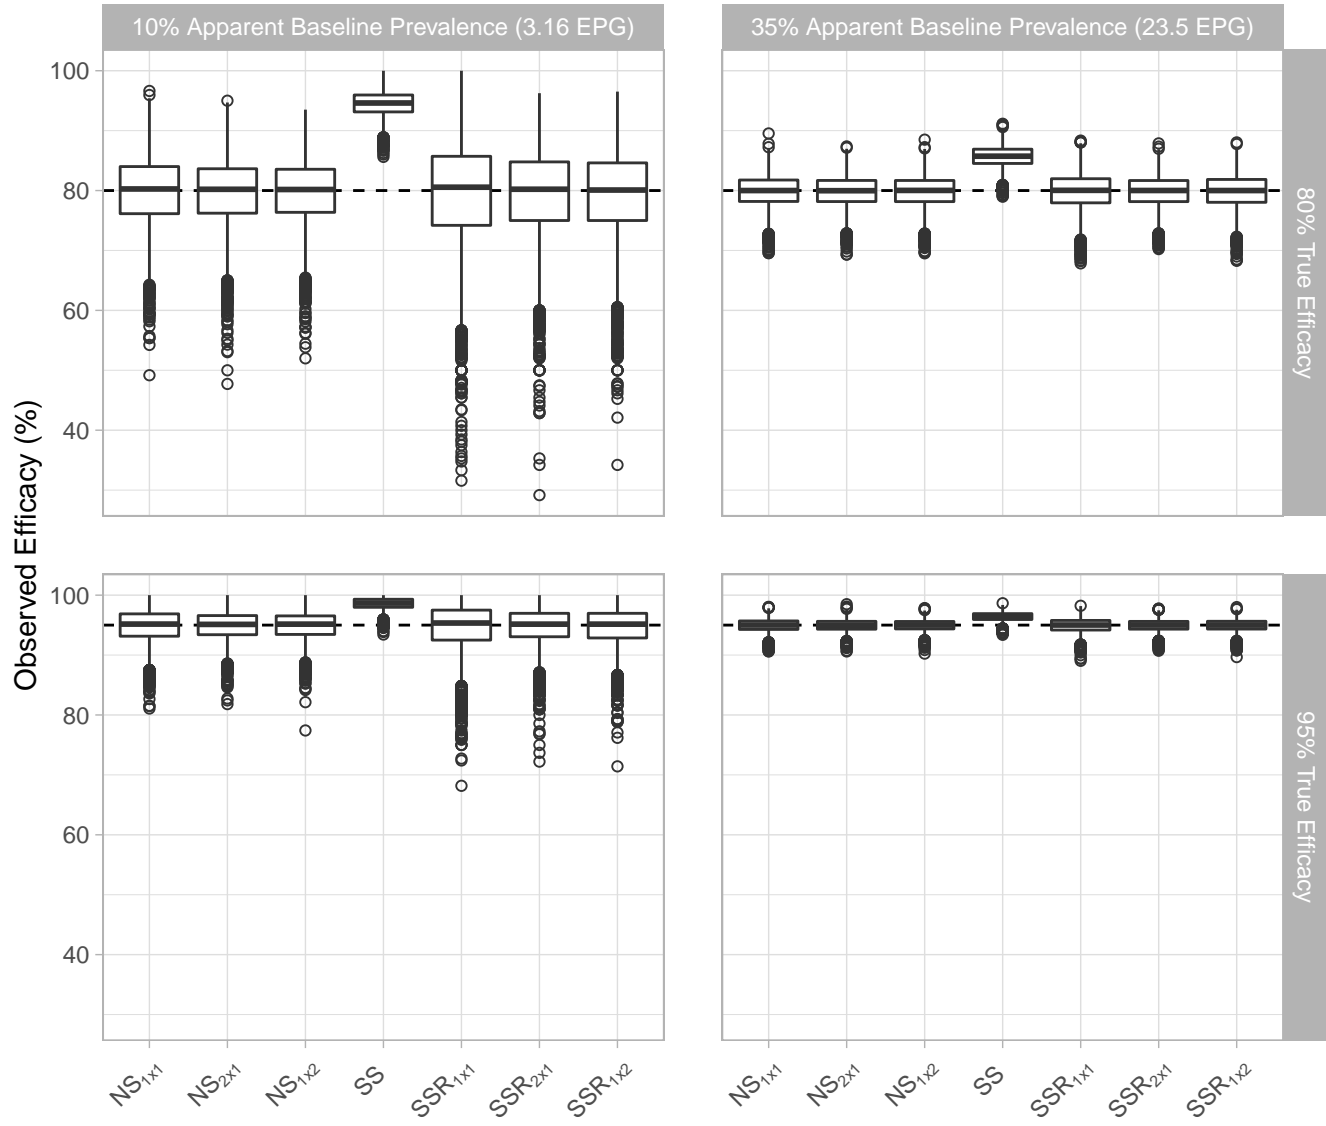 10% Apparent Baseline Prevalence (3.16 EPG)
35% Apparent Baseline Prevalence (23.5 EPG)
Observed Efficacy (%)
100
80
60
40
80% True Efficacy
100
80
60
40
95% True Efficacy
NS1x1
NS2x1
NS1x2
SS
SSR1x1
SSR2x1
SSR1x2
NS1x1
NS2x1
NS1x2
SS
SSR1x1
SSR2x1
SSR1x2